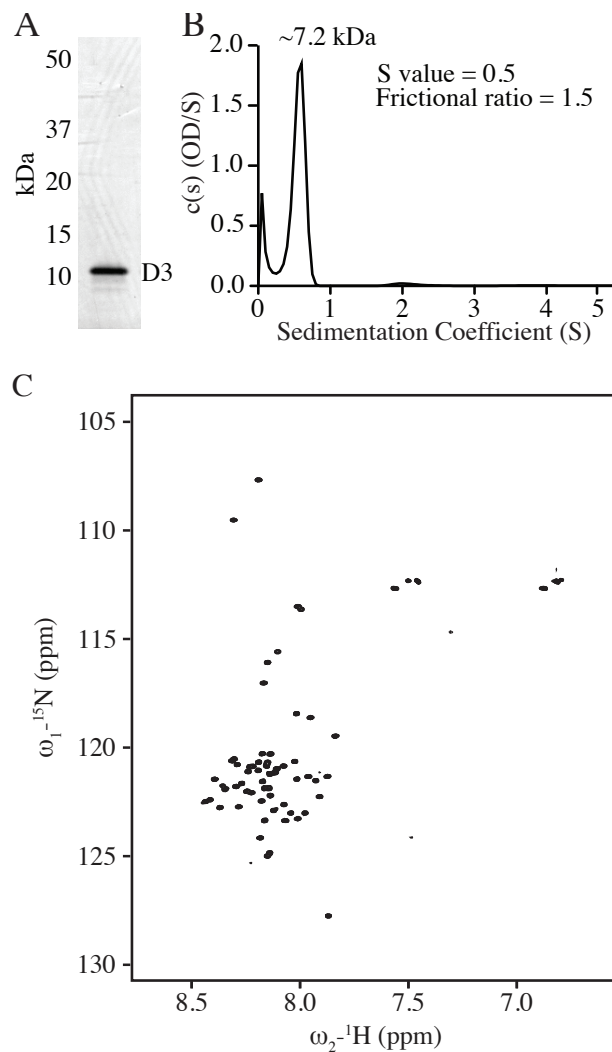 A
kDa
50
37
20
15
10
D3
B
~7.2 kDa
S value = 0.5
Frictional ratio = 1.5
c(s) (OD/S)
2.0
1.5
1.0
0.5
0.0
0 1 2 3 4 5
Sedimentation Coefficient (S)
C
ω1-15N (ppm)
105
110
115
120
125
130
8.5 8.0 7.5 7.0
ω2-1H (ppm)